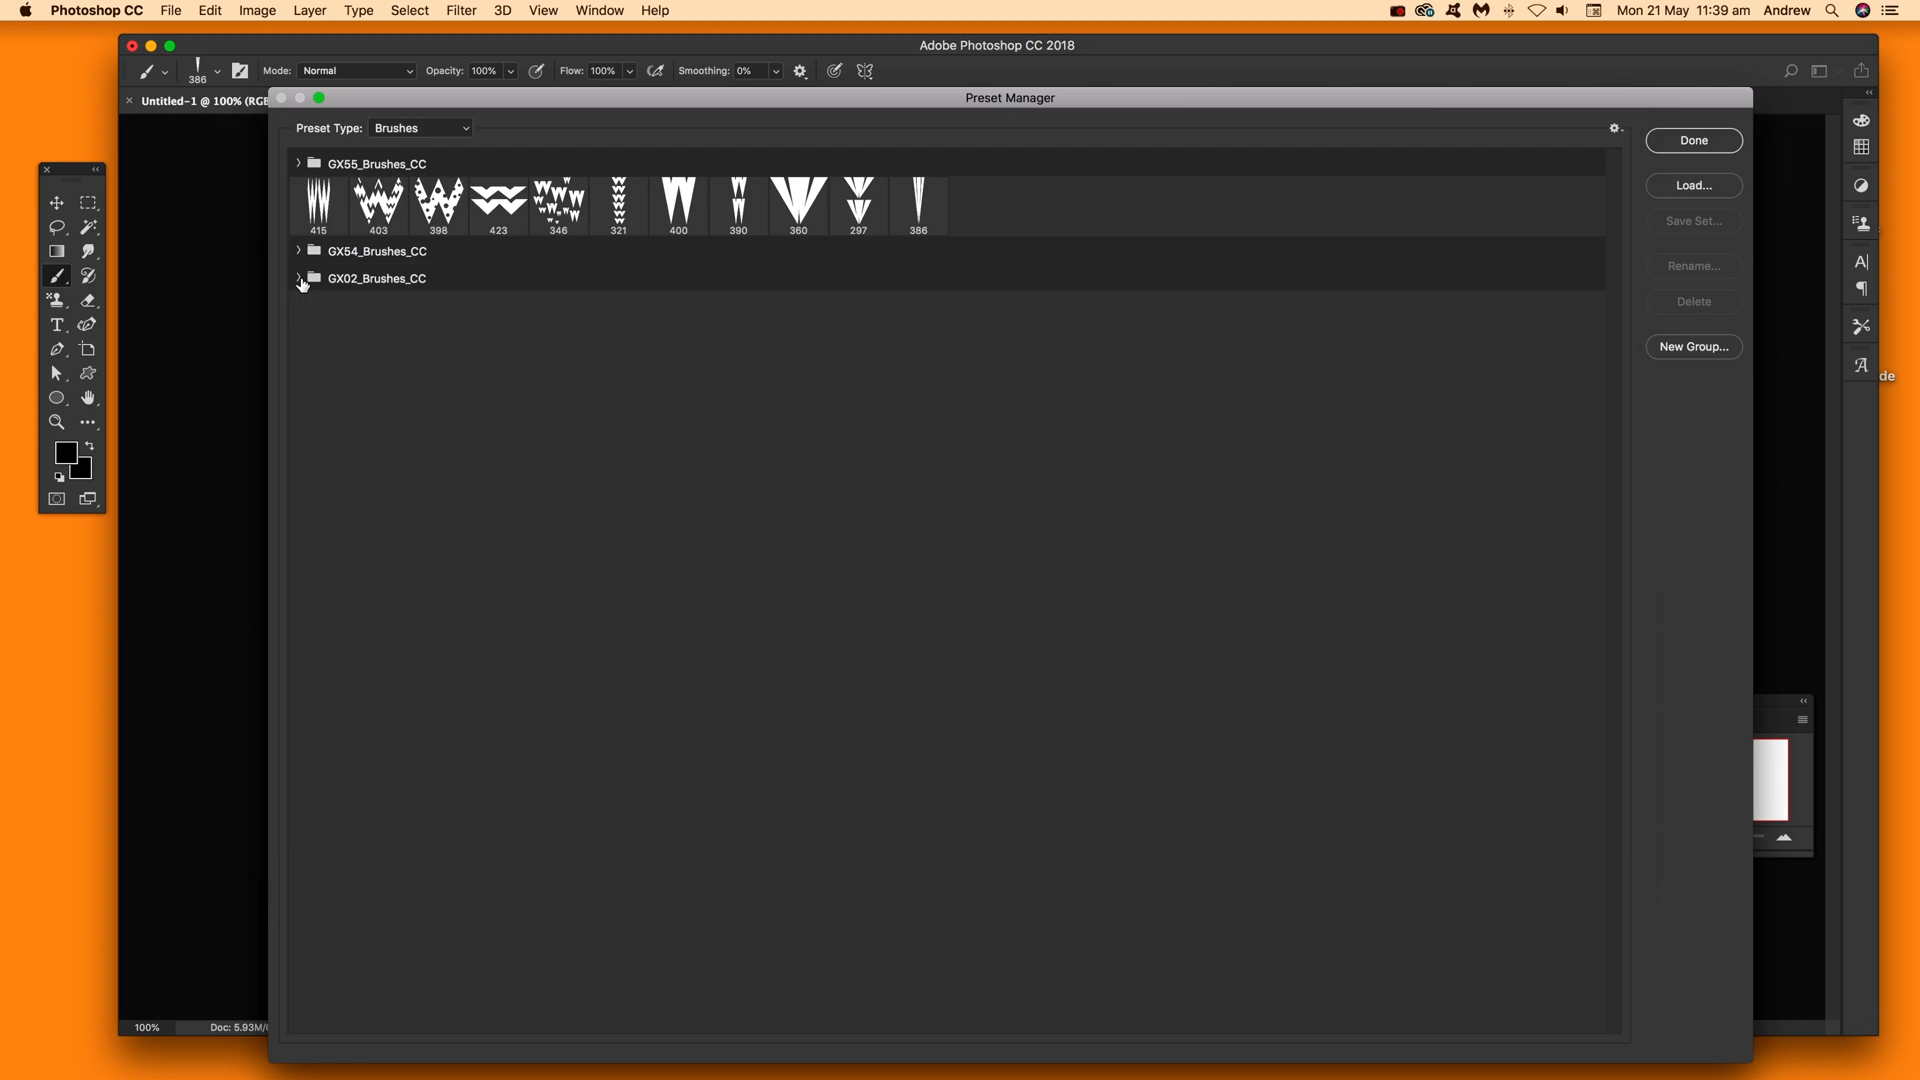 Photoshop CC File Edit Image Layer Type Select Filter 3D View Window Help Mon 21 May 11:39 am Andrew
Adobe Photoshop CC 2018
386 Mode: Normal Opacity: 100% Flow: 100% Smoothing: 0%
Untitled-1 @ 100% (RGB
Preset Manager
Preset Type: Brushes
Done
GX55_Brushes_CC
Load...
415 403 398 423 346 321 400 390 360 297 386
Save Set...
GX54_Brushes_CC
Rename...
GX02_Brushes_CC
Delete
New Group...
de
100% Doc: 5.93M/